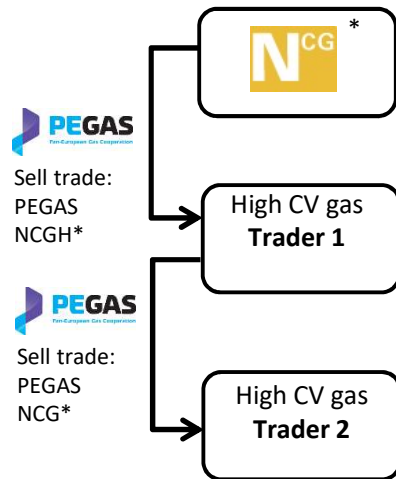 NCG *
PEGAS
Pan-European Gas Cooperation
Sell trade:
PEGAS
NCGH*
High CV gas
Trader 1
PEGAS
Pan-European Gas Cooperation
Sell trade:
PEGAS
NCG*
High CV gas
Trader 2